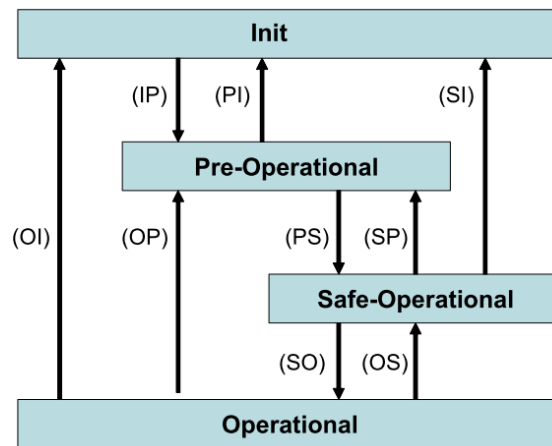 Init
(IP)
(PI)
(SI)
Pre-Operational
(OI)
(OP)
(PS)
(SP)
Safe-Operational
(SO)
(OS)
Operational